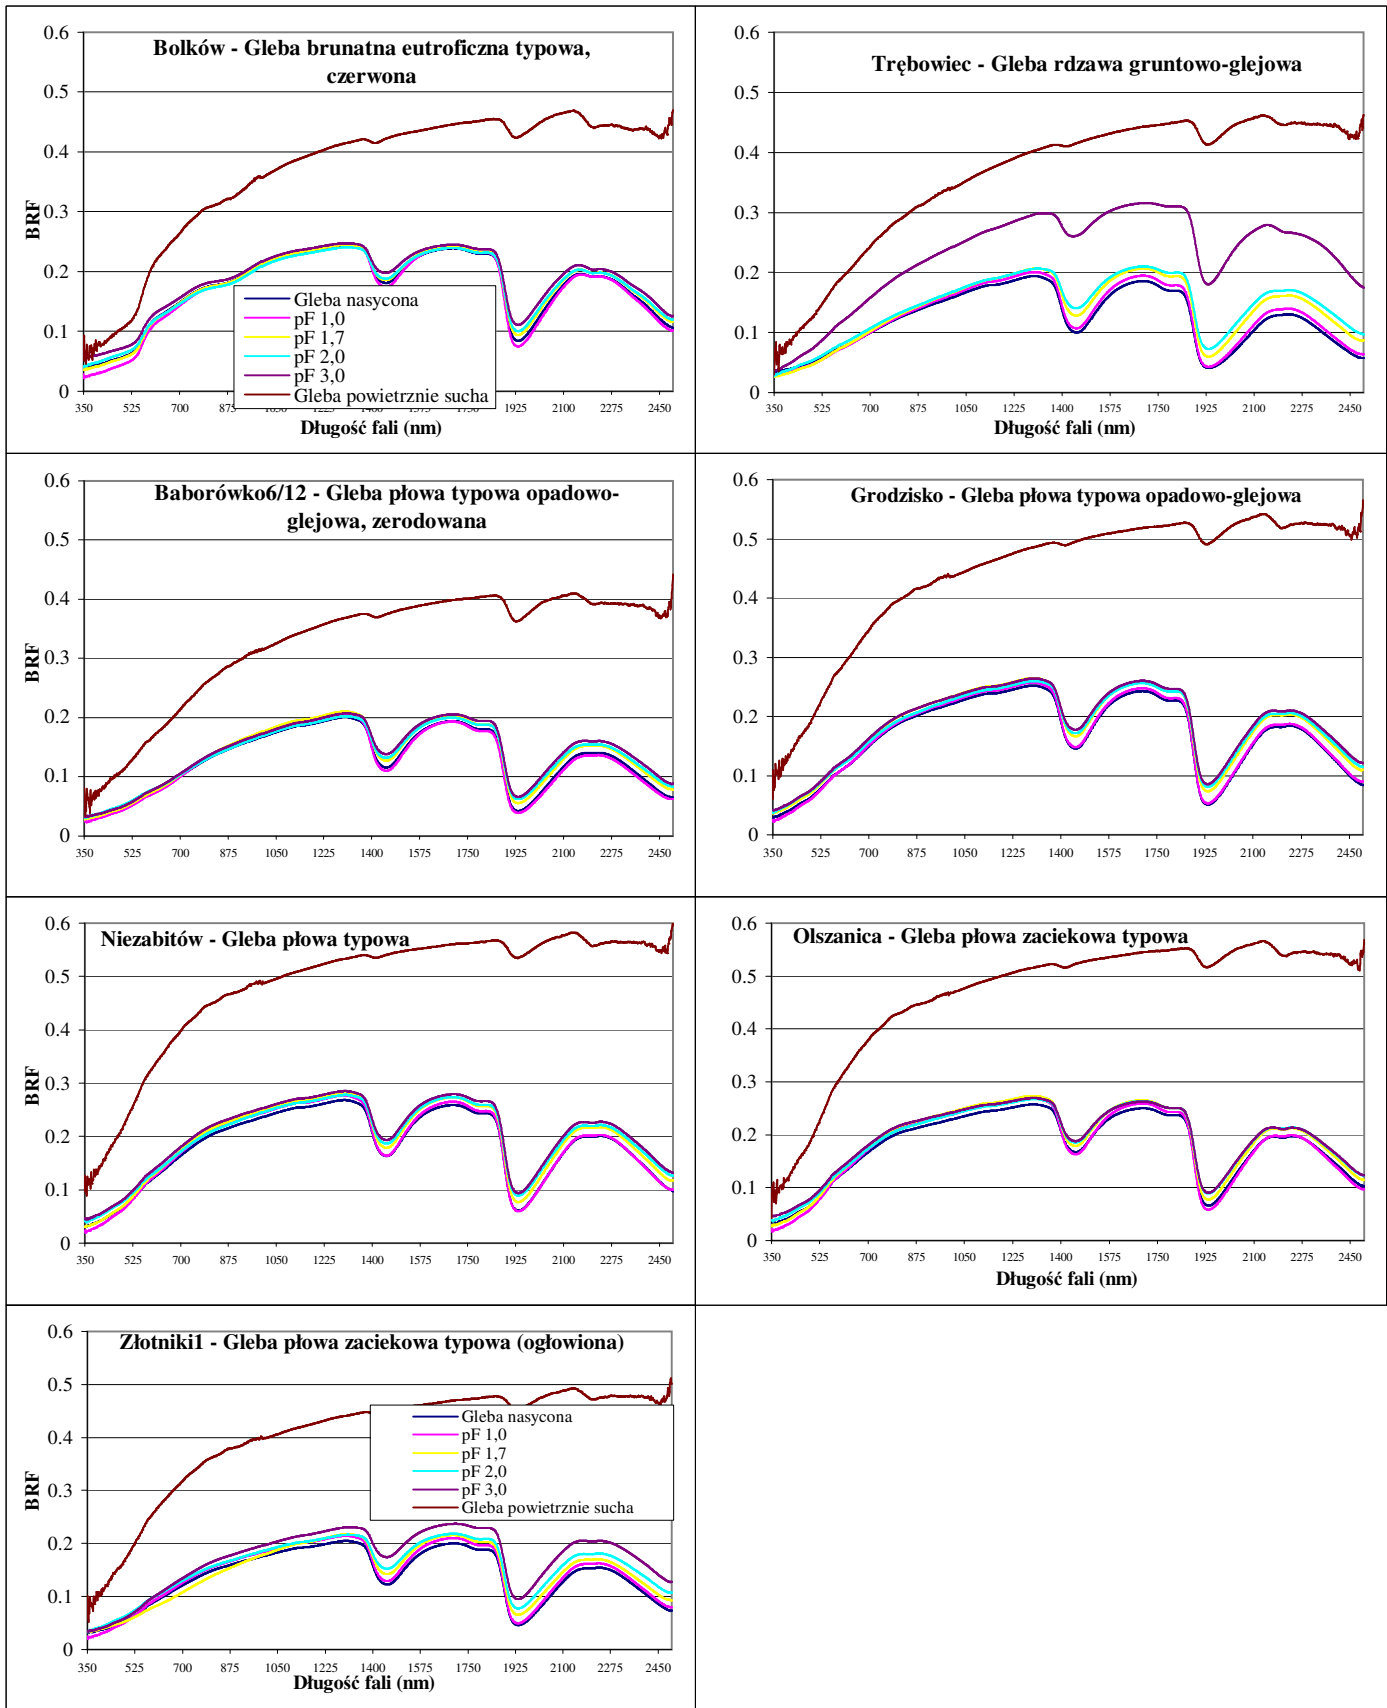 Bolków - Gleba brunatna eutroficzna typowa,
czerwona
BRF
0.6
0.5
0.4
0.3
0.2
0.1
0
Gleba nasycona
pF 1,0
pF 1,7
pF 2,0
pF 3,0
Gleba powietrznie sucha
350 525 700 875 1050 1225 1400 1575 1750 1925 2100 2275 2450
Długość fali (nm)
Trębowiec - Gleba rdzawa gruntowo-glejowa
0.6
0.5
0.4
0.3
0.2
0.1
0
350 525 700 875 1050 1225 1400 1575 1750 1925 2100 2275 2450
Długość fali (nm)
Baborówko6/12 - Gleba płowa typowa opadowo-
glejowa, zerodowana
BRF
0.6
0.5
0.4
0.3
0.2
0.1
0
350 525 700 875 1050 1225 1400 1575 1750 1925 2100 2275 2450
Grodzisko - Gleba płowa typowa opadowo-glejowa
0.6
0.5
0.4
0.3
0.2
0.1
0
350 525 700 875 1050 1225 1400 1575 1750 1925 2100 2275 2450
Niezabitów - Gleba płowa typowa
BRF
0.6
0.5
0.4
0.3
0.2
0.1
0
350 525 700 875 1050 1225 1400 1575 1750 1925 2100 2275 2450
Olszanica - Gleba płowa zaciekowa typowa
0.6
0.5
0.4
0.3
0.2
0.1
0
350 525 700 875 1050 1225 1400 1575 1750 1925 2100 2275 2450
Długość fali (nm)
Złotniki1 - Gleba płowa zaciekowa typowa (ogłowiona)
BRF
0.6
0.5
0.4
0.3
0.2
0.1
0
Gleba nasycona
pF 1,0
pF 1,7
pF 2,0
pF 3,0
Gleba powietrznie sucha
350 525 700 875 1050 1225 1400 1575 1750 1925 2100 2275 2450
Długość fali (nm)